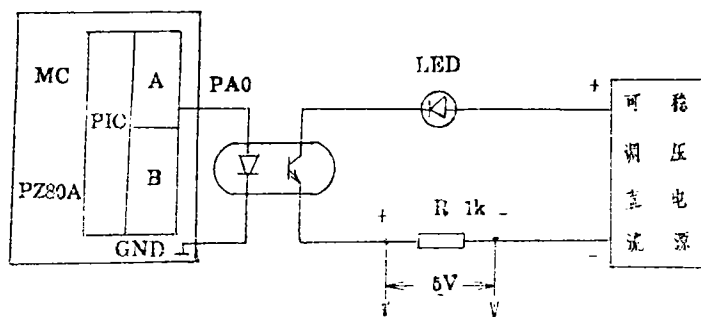 MC
PZ80A
PIC
A
B
PA0
GND
LED
R 1k
+
-
5V
+
-
可 稳
调 压
直 电
流 源